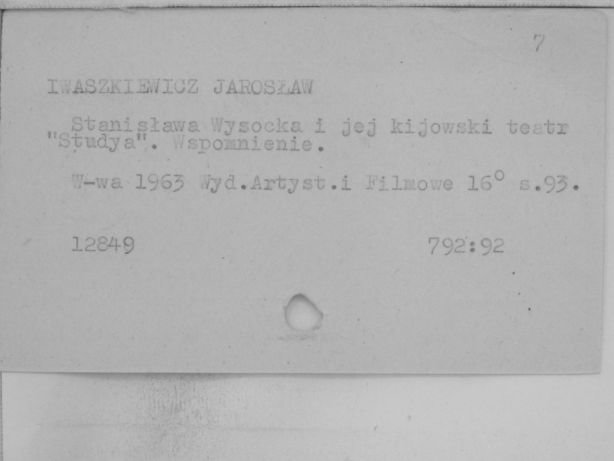 7
IWASZKIEWICZ JAROSŁAW
Stanisława Wysocka i jej kijowski teatr
"Studya". Wspomnienie.
W-wa 1963 Wyd.Artyst.i Filmowe 16° s.93.
12849 792:92